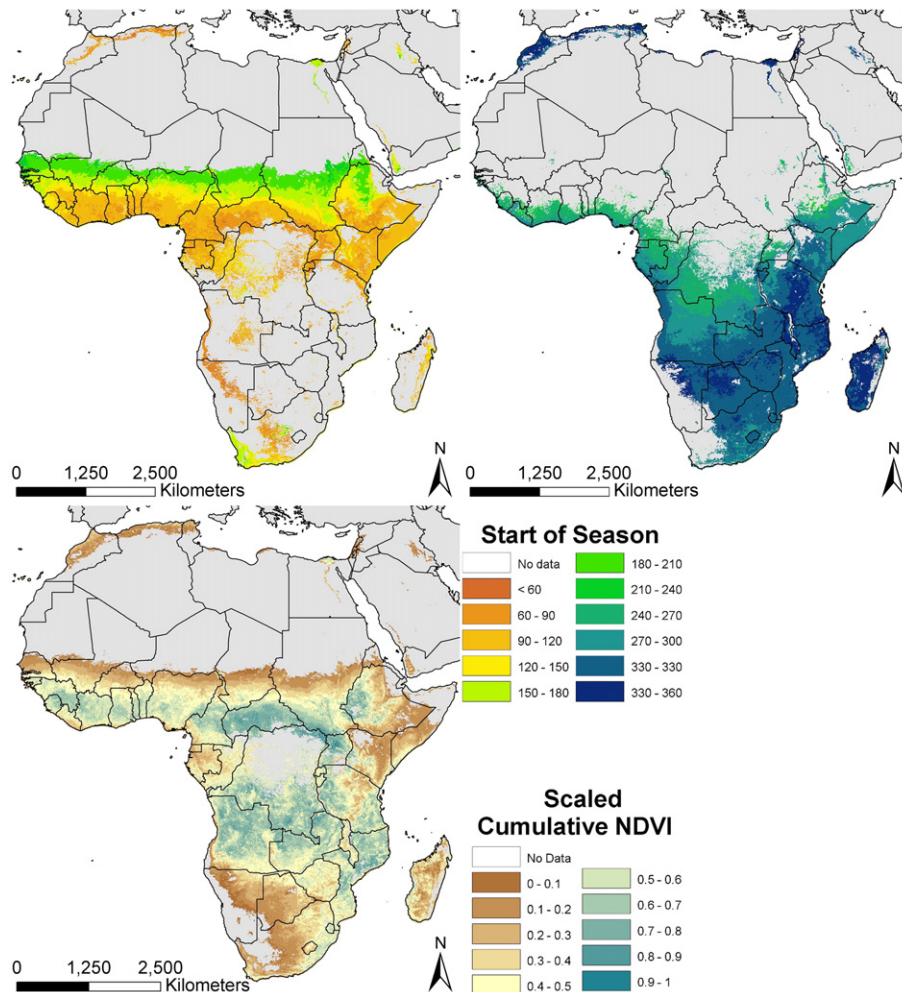 N
0 1,250 2,500
Kilometers
N
0 1,250 2,500
Kilometers
Start of Season
No data
< 60
60 - 90
90 - 120
120 - 150
150 - 180
180 - 210
210 - 240
240 - 270
270 - 300
330 - 330
330 - 360
N
0 1,250 2,500
Kilometers
Scaled
Cumulative NDVI
No Data
0 - 0.1
0.1 - 0.2
0.2 - 0.3
0.3 - 0.4
0.4 - 0.5
0.5 - 0.6
0.6 - 0.7
0.7 - 0.8
0.8 - 0.9
0.9 - 1